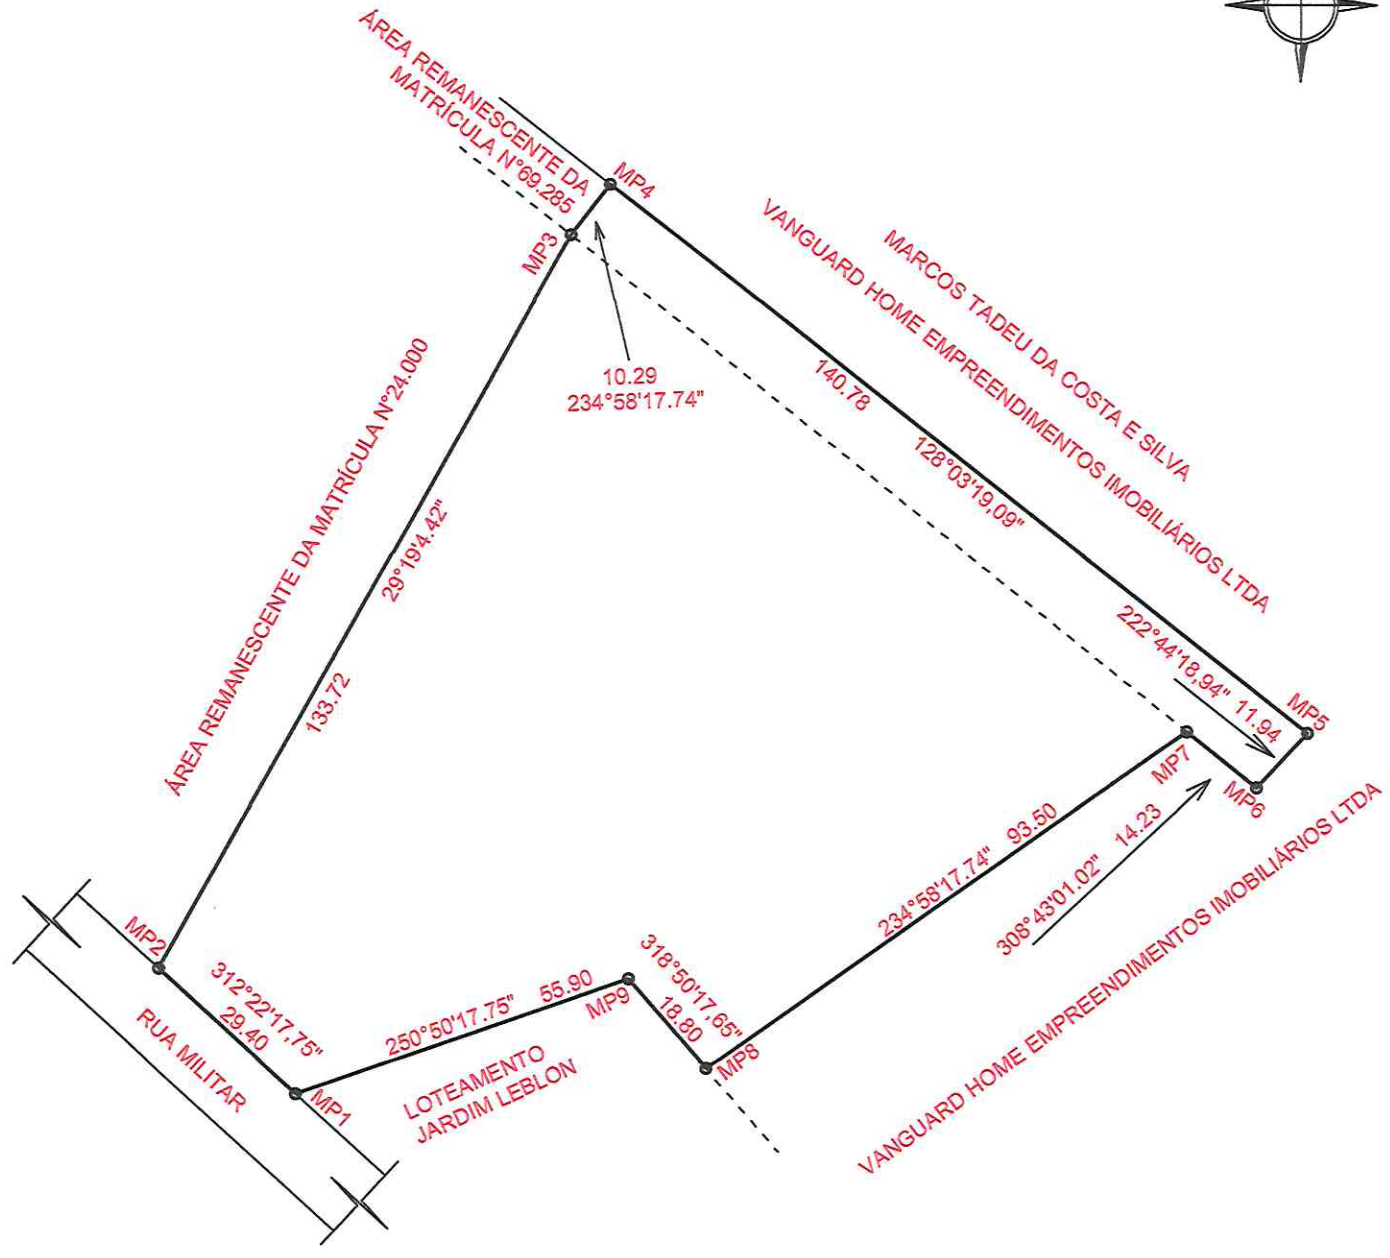 ÁREA REMANESCENTE DA
MATRÍCULA N°69.285
MP4
MP3
10.29
234°58'17.74"
MARCOS TADEU DA COSTA E SILVA
VANGUARD HOME EMPREENDIMENTOS IMOBILIÁRIOS LTDA
140.78
128°03'19,09"
ÁREA REMANESCENTE DA MATRÍCULA N°24.000
29°19'4.42"
133.72
222°44'18,94" 11.94
MP5
MP7
MP6
308°43'01.02" 14.23
234°58'17.74" 93.50
VANGUARD HOME EMPREENDIMENTOS IMOBILIÁRIOS LTDA
MP2
312°22'17,75"
29.40
RUA MILITAR
MP1
250°50'17.75" 55.90
MP9
318°50'17,65"
18.80
MP8
LOTEAMENTO
JARDIM LEBLON